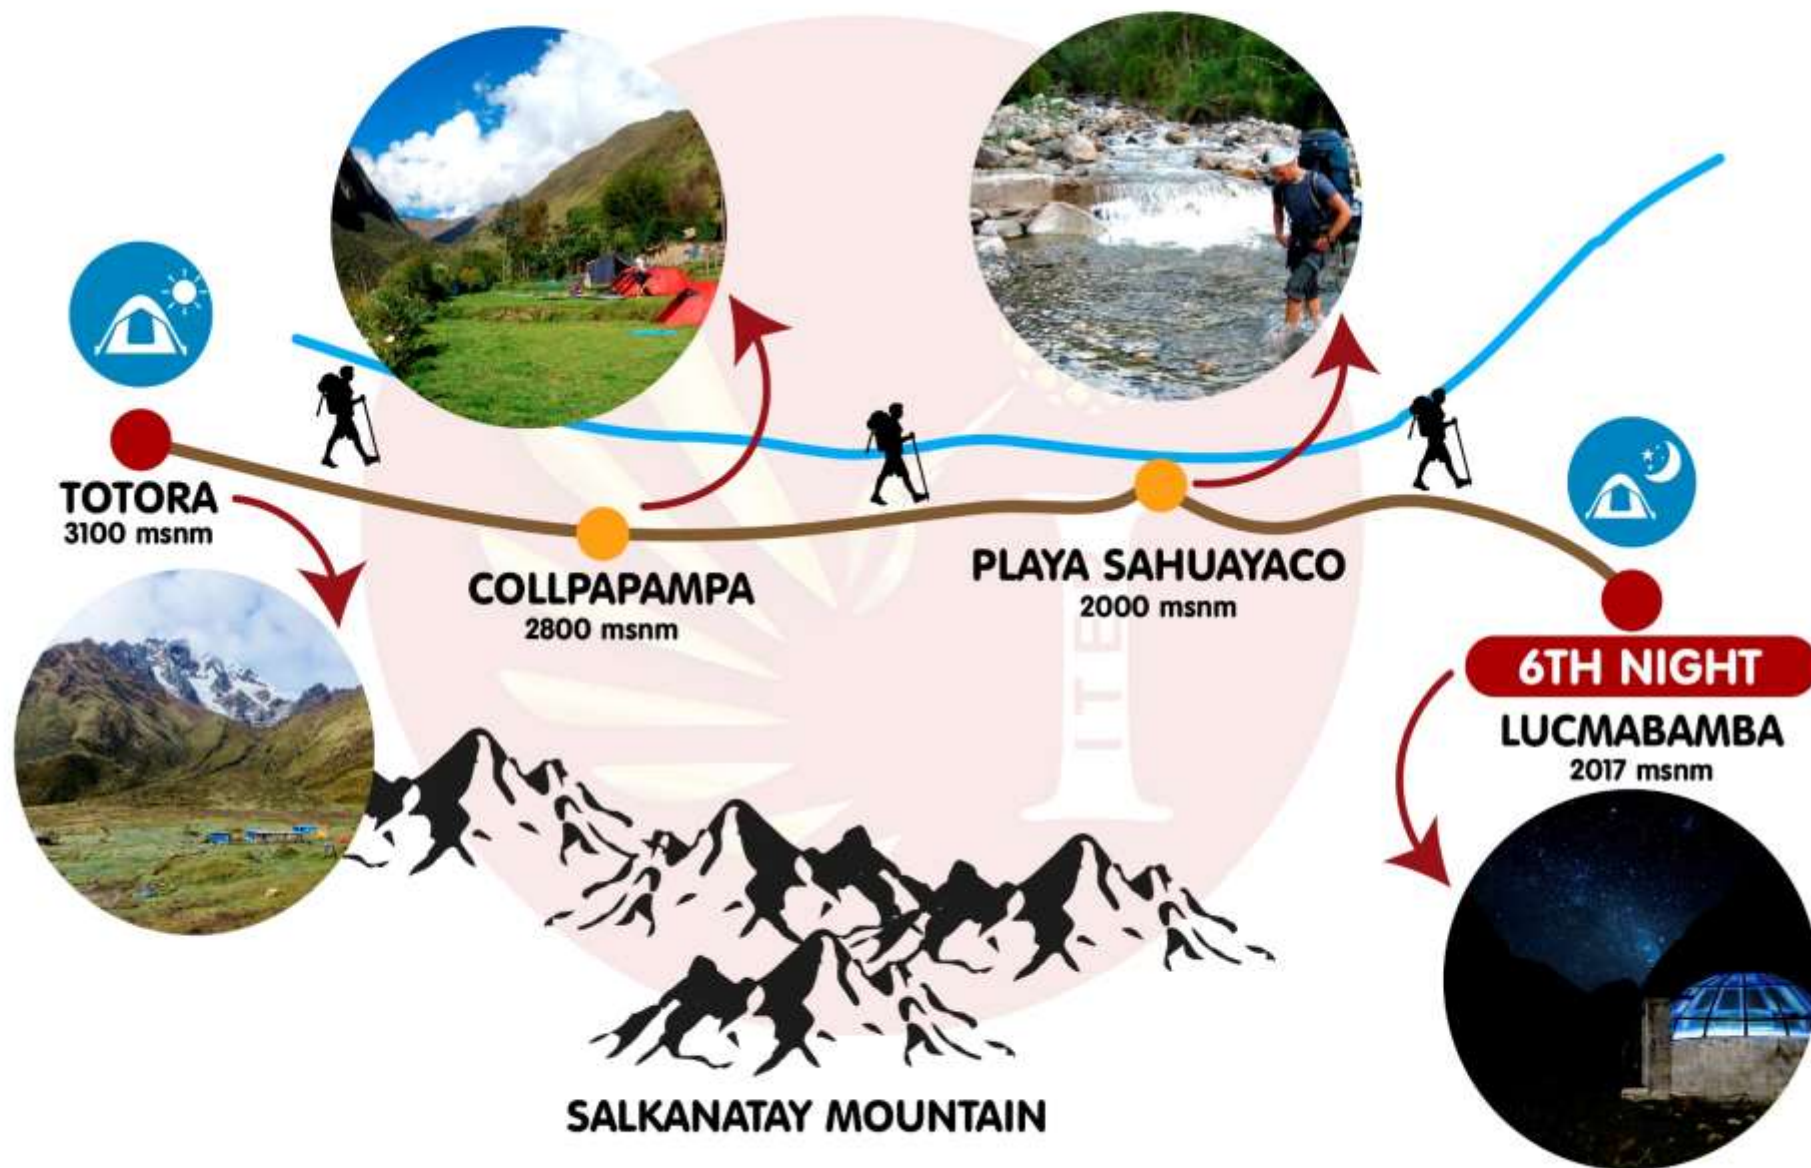 TOTORA
3100 msnm
COLLPAPAMPA
2800 msnm
PLAYA SAHUAYACO
2000 msnm
6TH NIGHT
LUCMABAMBA
2017 msnm
SALKANATAY MOUNTAIN